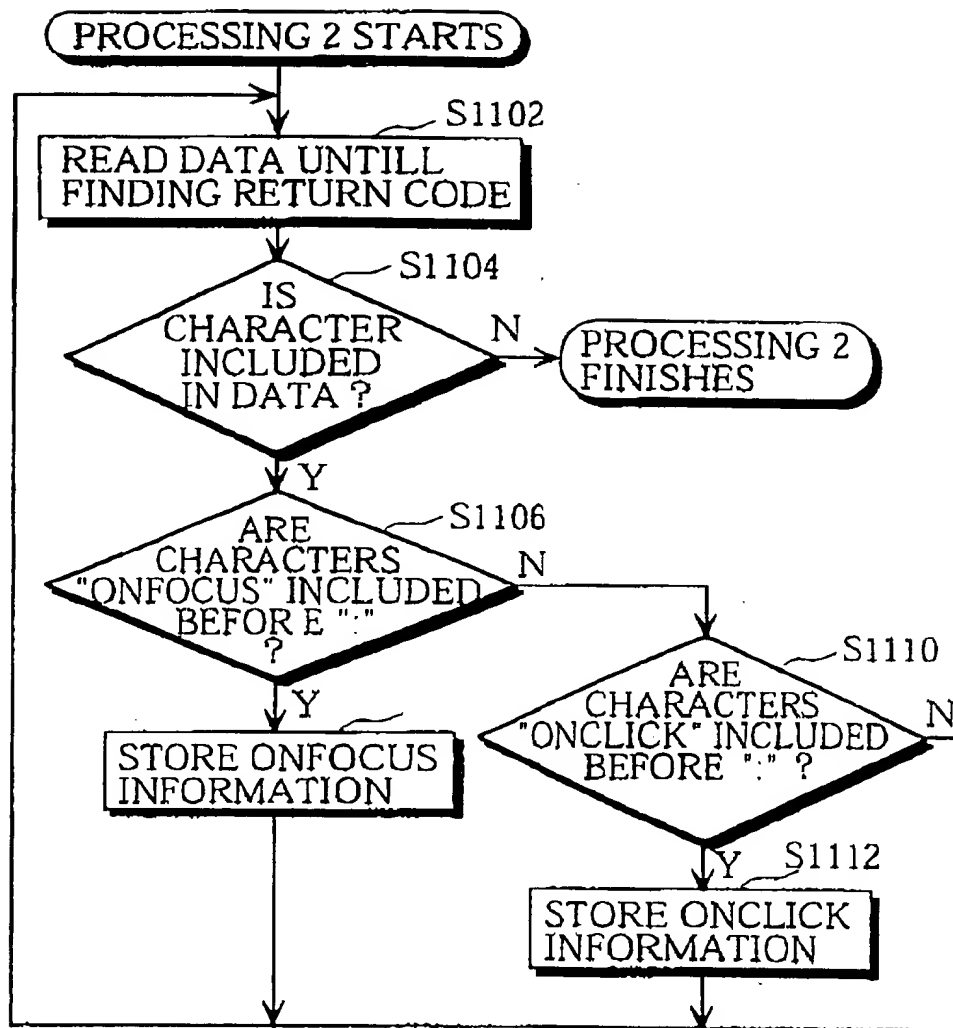 PROCESSING 2 STARTS
S1102
READ DATA UNTILL
FINDING RETURN CODE
S1104
IS
CHARACTER
INCLUDED
IN DATA ?
N
PROCESSING 2
FINISHES
Y
S1106
ARE
CHARACTERS
"ONFOCUS" INCLUDED
BEFORE ":"
?
N
Y
STORE ONFOCUS
INFORMATION
S1110
ARE
CHARACTERS
"ONCLICK" INCLUDED
BEFORE ":" ?
N
Y
S1112
STORE ONCLICK
INFORMATION